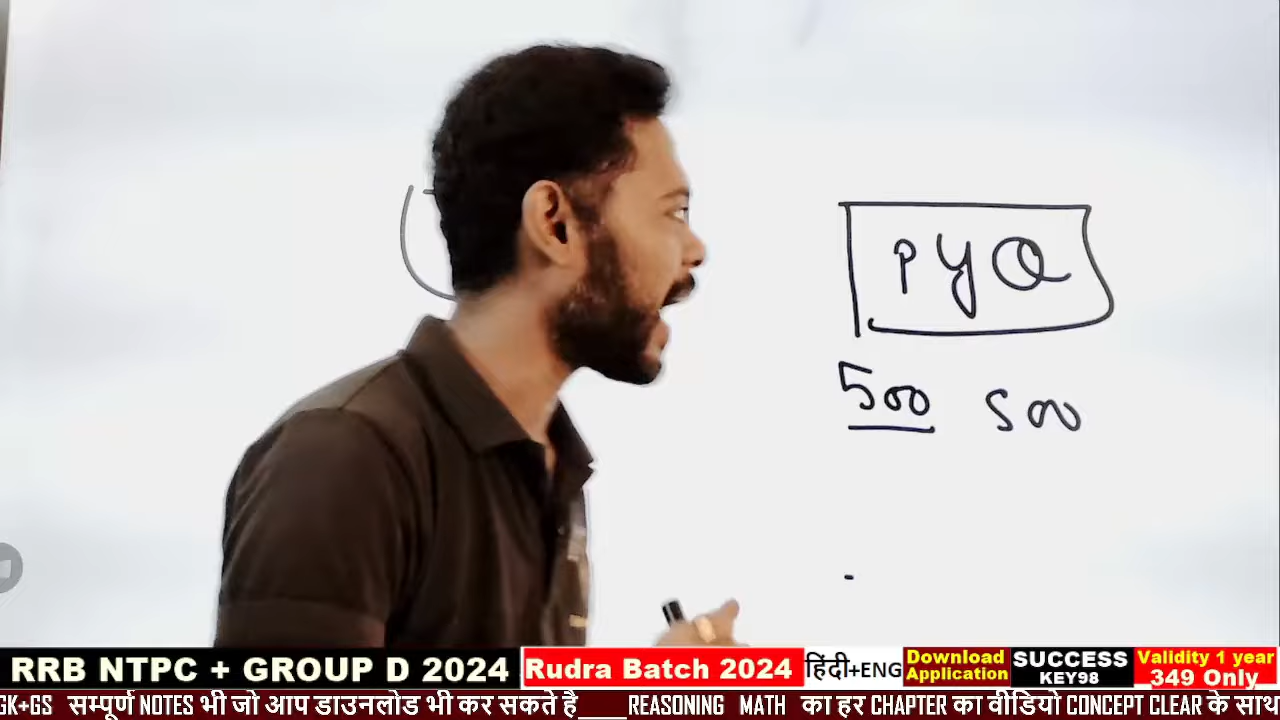 PYQ
500 500
RRB NTPC + GROUP D 2024 Rudra Batch 2024 हिंदी+ENG Download Application SUCCESS KEY98 Validity 1 year 349 Only
GK+GS सम्पूर्ण NOTES भी जो आप डाउनलोड भी कर सकते है____ REASONING MATH का हर CHAPTER का वीडियो CONCEPT CLEAR के साथ